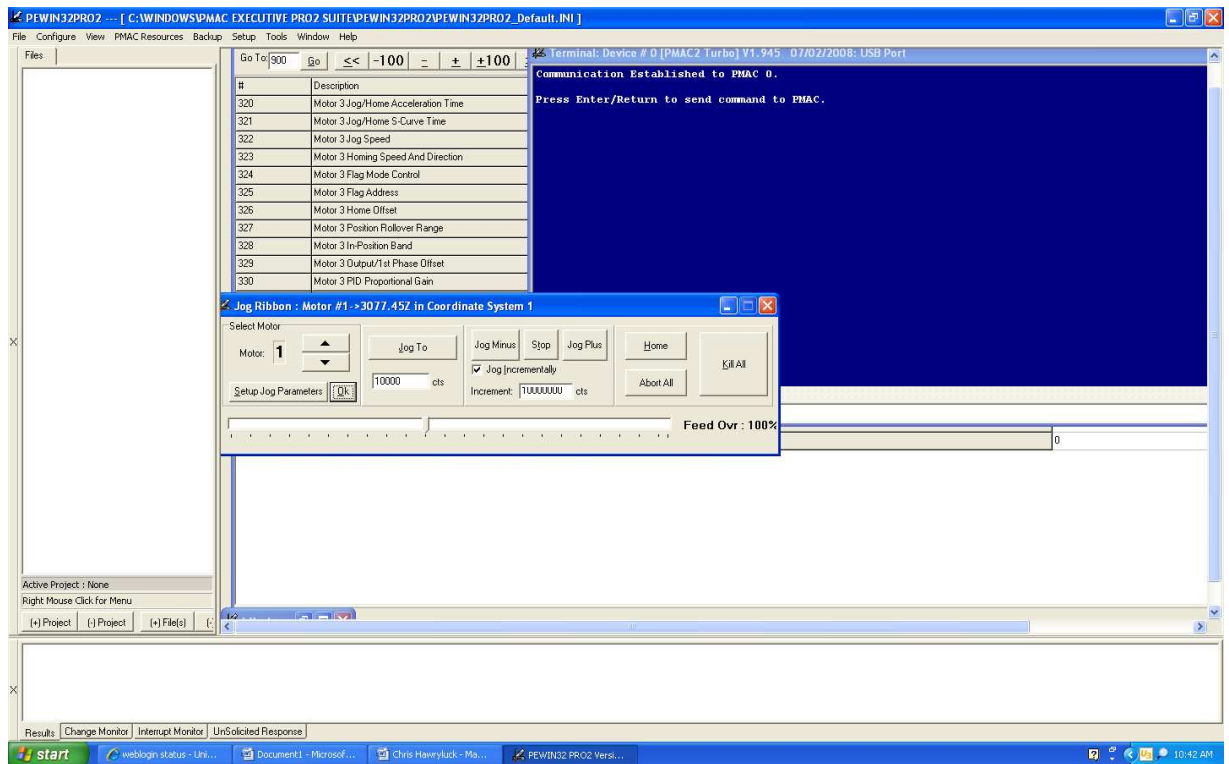 PEWIN32PRO2 --- [ C:\WINDOWS\PMAC EXECUTIVE PRO2 SUITE\PEWIN32PRO2\PEWIN32PRO2_Default.INI ]
File Configure View PMAC Resources Backup Setup Tools Window Help
Files
Go To: 900 Go << -100 - + +100
Terminal: Device # 0 [PMAC2 Turbo] V1.945 07/02/2008: USB Port
Communication Established to PMAC 0.
Press Enter/Return to send command to PMAC.
# Description
320 Motor 3 Jog/Home Acceleration Time
321 Motor 3 Jog/Home S-Curve Time
322 Motor 3 Jog Speed
323 Motor 3 Homing Speed And Direction
324 Motor 3 Flag Mode Control
325 Motor 3 Flag Address
326 Motor 3 Home Offset
327 Motor 3 Position Rollover Range
328 Motor 3 In-Position Band
329 Motor 3 Output/1st Phase Offset
330 Motor 3 PID Proportional Gain
Jog Ribbon : Motor #1->3077.45Z in Coordinate System 1
Select Motor
Motor: 1
Jog To
Jog Minus Stop Jog Plus
Home
Kill All
Jog Incrementally
Setup Jog Parameters Ok
10000 cts
Increment: 10000000 cts
Abort All
Feed Ovr : 100%
0
Active Project : None
Right Mouse Click for Menu
(+) Project (-) Project (+) File(s) (-
Results Change Monitor Interrupt Monitor UnSolicited Response
start weblogin status - Uni... Document1 - Microsof... Chris Hawryluck - Ma... PEWIN32 PRO2 Versi... 10:42 AM